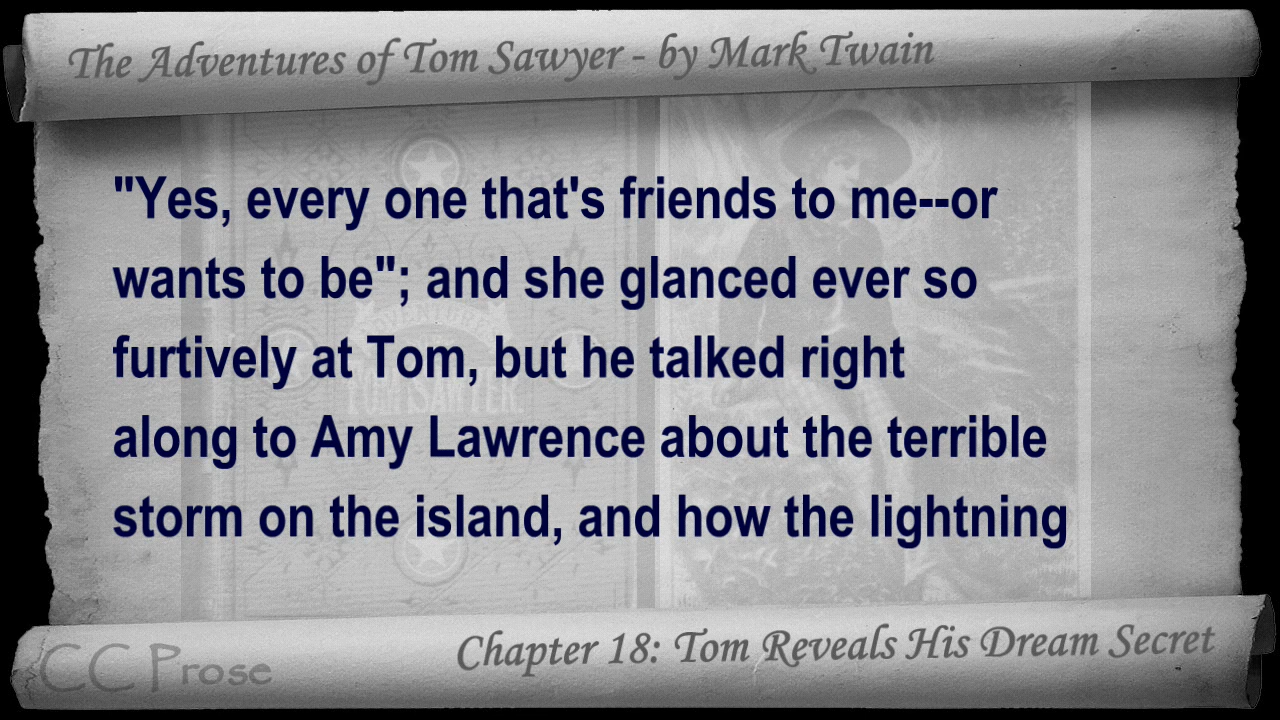 The Adventures of Tom Sawyer - by Mark Twain
"Yes, every one that's friends to me--or
wants to be"; and she glanced ever so
furtively at Tom, but he talked right
along to Amy Lawrence about the terrible
storm on the island, and how the lightning
TOM SAWYER.
Chapter 18: Tom Reveals His Dream Secret
CC Prose